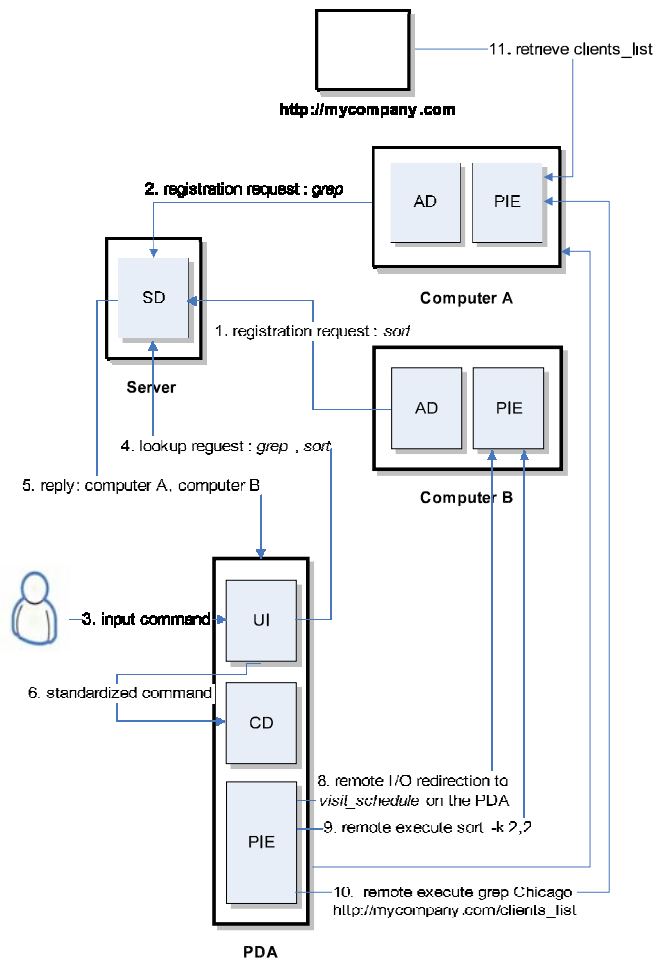 11. retrieve clients_list
http://mycompany.com
2. registration request : grep
AD
PIE
Computer A
SD
Server
1. registration request : sort
AD
PIE
Computer B
4. lookup reguest : grep , sort
5. reply: computer A, computer B
3. input command
UI
6. standardized command
CD
8. remote I/O redirection to
visit_schedule on the PDA
9. remote execute sort -k 2,2
PIE
10. remote execute grep Chicago
http://mycompany.com/clients_list
PDA